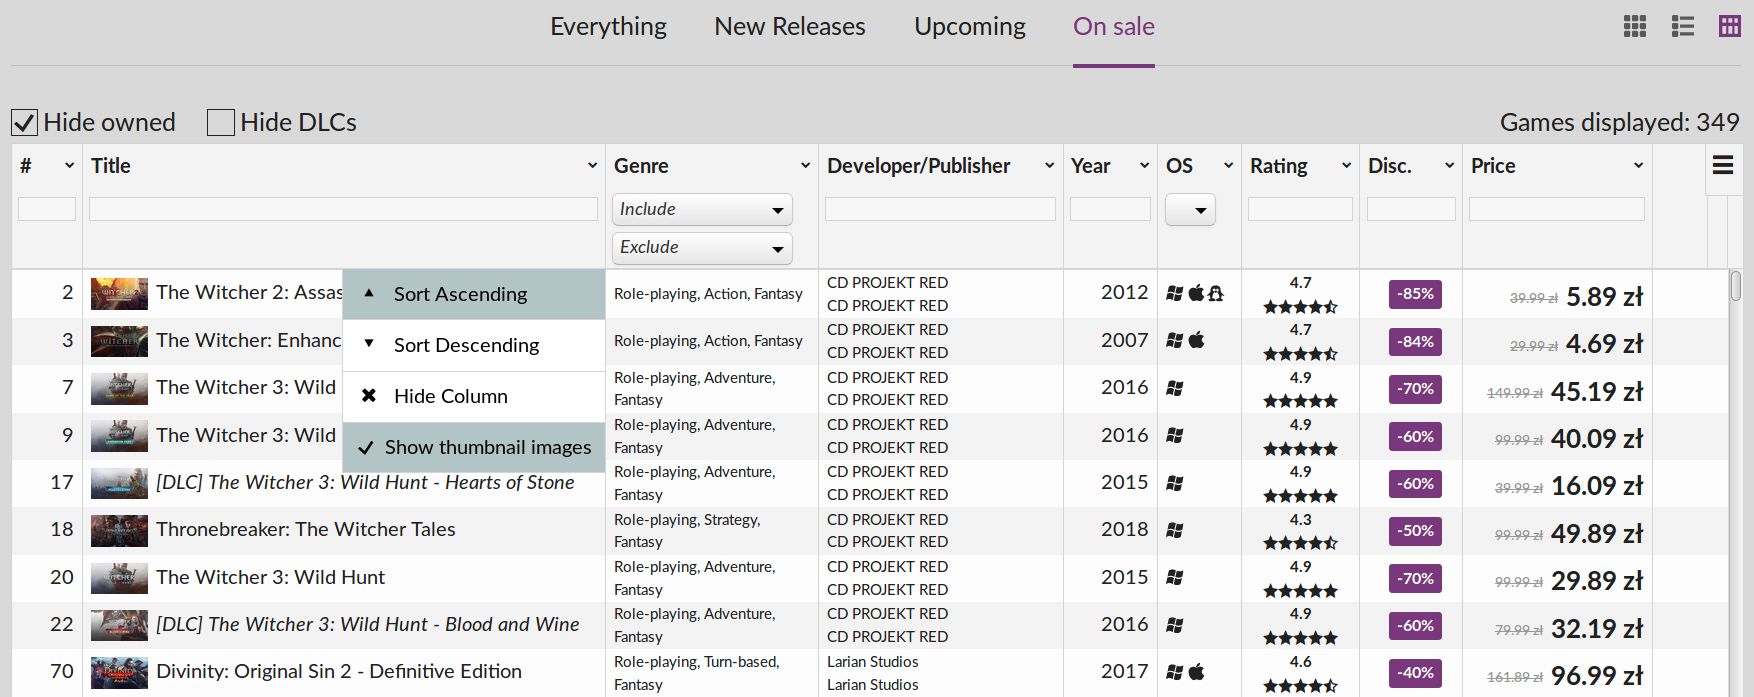 Everything New Releases Upcoming On sale
Hide owned Hide DLCs Games displayed: 349
# Title Genre Developer/Publisher Year OS Rating Disc. Price
Include
Exclude
2 The Witcher 2: Assas Role-playing, Action, Fantasy CD PROJEKT RED CD PROJEKT RED 2012 4.7 -85% 39.99 zł 5.89 zł
Sort Ascending
3 The Witcher: Enhanc Role-playing, Action, Fantasy CD PROJEKT RED CD PROJEKT RED 2007 4.7 -84% 29.99 zł 4.69 zł
Sort Descending
7 The Witcher 3: Wild Role-playing, Adventure, Fantasy CD PROJEKT RED CD PROJEKT RED 2016 4.9 -70% 149.99 zł 45.19 zł
Hide Column
9 The Witcher 3: Wild Role-playing, Adventure, Fantasy CD PROJEKT RED CD PROJEKT RED 2016 4.9 -60% 99.99 zł 40.09 zł
Show thumbnail images
17 [DLC] The Witcher 3: Wild Hunt - Hearts of Stone Role-playing, Adventure, Fantasy CD PROJEKT RED CD PROJEKT RED 2015 4.9 -60% 39.99 zł 16.09 zł
18 Thronebreaker: The Witcher Tales Role-playing, Strategy, Fantasy CD PROJEKT RED CD PROJEKT RED 2018 4.3 -50% 99.99 zł 49.89 zł
20 The Witcher 3: Wild Hunt Role-playing, Adventure, Fantasy CD PROJEKT RED CD PROJEKT RED 2015 4.9 -70% 99.99 zł 29.89 zł
22 [DLC] The Witcher 3: Wild Hunt - Blood and Wine Role-playing, Adventure, Fantasy CD PROJEKT RED CD PROJEKT RED 2016 4.9 -60% 79.99 zł 32.19 zł
70 Divinity: Original Sin 2 - Definitive Edition Role-playing, Turn-based, Fantasy Larian Studios Larian Studios 2017 4.6 -40% 161.89 zł 96.99 zł